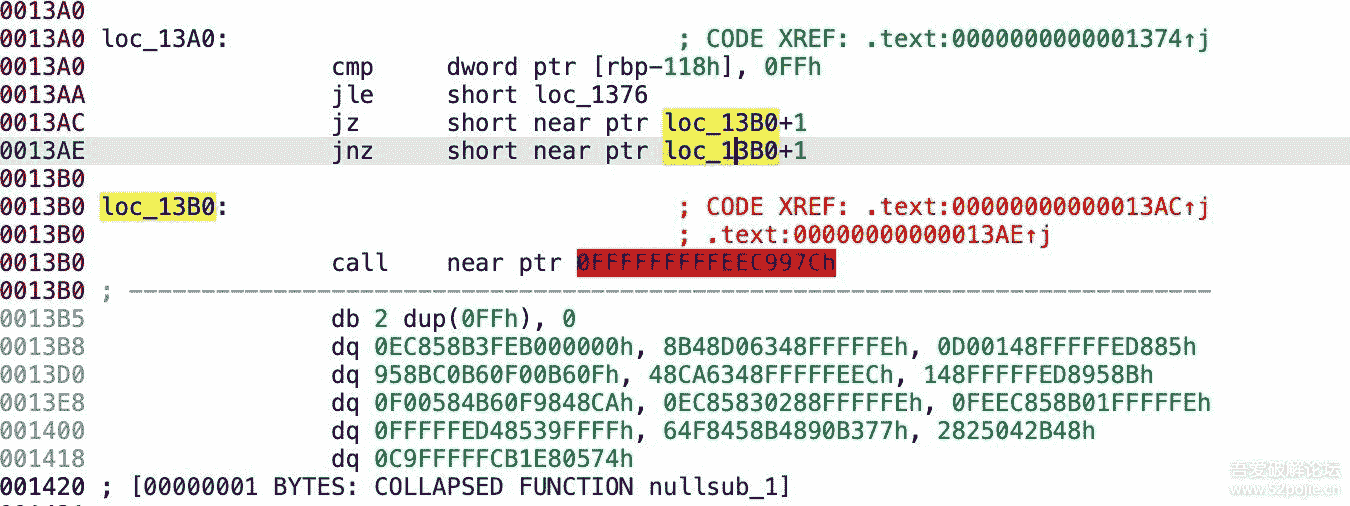 0013A0
0013A0 loc_13A0: ; CODE XREF: .text:0000000000001374↑j
0013A0 cmp dword ptr [rbp-118h], 0FFh
0013AA jle short loc_1376
0013AC jz short near ptr loc_13B0+1
0013AE jnz short near ptr loc_13B0+1
0013B0
0013B0 loc_13B0: ; CODE XREF: .text:00000000000013AC↑j
0013B0 ; .text:00000000000013AE↑j
0013B0 call near ptr 0FFFFFFFFFEEC997Ch
0013B0 ; ---------------------------------------------------------------------------
0013B5 db 2 dup(0FFh), 0
0013B8 dq 0EC858B3FEB000000h, 8B48D06348FFFFFEh, 0D00148FFFFFED885h
0013D0 dq 958BC0B60F00B60Fh, 48CA6348FFFFFEECh, 148FFFFFED8958Bh
0013E8 dq 0F00584B60F9848CAh, 0EC85830288FFFFFEh, 0FEEC858B01FFFFFEh
001400 dq 0FFFFFED48539FFFFh, 64F8458B4890B377h, 2825042B48h
001418 dq 0C9FFFFFCB1E80574h
001420 ; [00000001 BYTES: COLLAPSED FUNCTION nullsub_1]
吾爱破解论坛
www.52pojie.cn